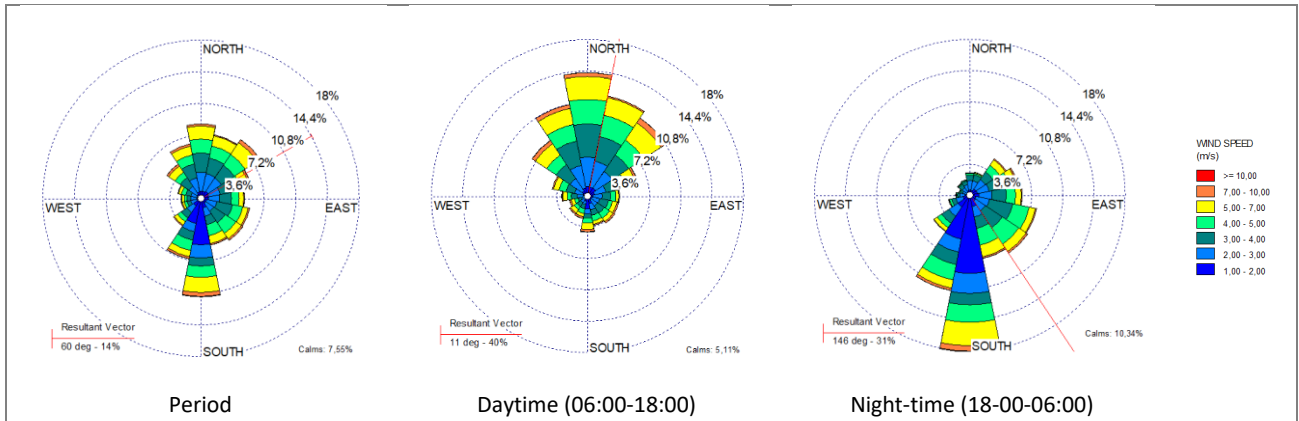 NORTH
18%
14,4%
10,8%
7,2%
3,6%
WEST
EAST
Resultant Vector
60 deg - 14%
SOUTH
Calms: 7,55%
Period
NORTH
18%
14,4%
10,8%
7,2%
3,6%
WEST
EAST
Resultant Vector
11 deg - 40%
SOUTH
Calms: 5,11%
Daytime (06:00-18:00)
NORTH
18%
14,4%
10,8%
7,2%
3,6%
WEST
EAST
Resultant Vector
146 deg - 31%
SOUTH
Calms: 10,34%
Night-time (18-00-06:00)
WIND SPEED
(m/s)
>= 10,00
7,00 - 10,00
5,00 - 7,00
4,00 - 5,00
3,00 - 4,00
2,00 - 3,00
1,00 - 2,00